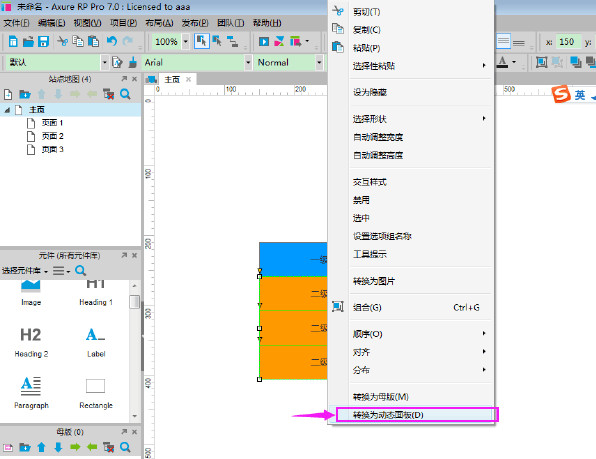 未命名 - Axure RP Pro 7.0 : Licensed to aaa
文件(F) 编辑(E) 视图(V) 项目(P) 布局(A) 发布(P) 团队(T) 帮助(H)
100%
x: 150 y:
默认 Arial Normal
站点地图 (4)
主页
页面 1
页面 2
页面 3
元件 (所有元件库)
选择元件库
Image Heading 1
H2 A_
Heading 2 Label
A
Paragraph Rectangle
母版 (0)
主页
0 100 200 500
0
100
200
300
400
500
一级
二级
二级
二级
剪切(T)
复制(C)
粘贴(P)
选择性粘贴
设为隐藏
选择形状
自动调整宽度
自动调整高度
交互样式
禁用
选中
设置选项组名称
工具提示
转换为图片
组合(G) Ctrl+G
顺序(O)
对齐
分布
转换为母版(M)
转换为动态面板(D)
A
S 英